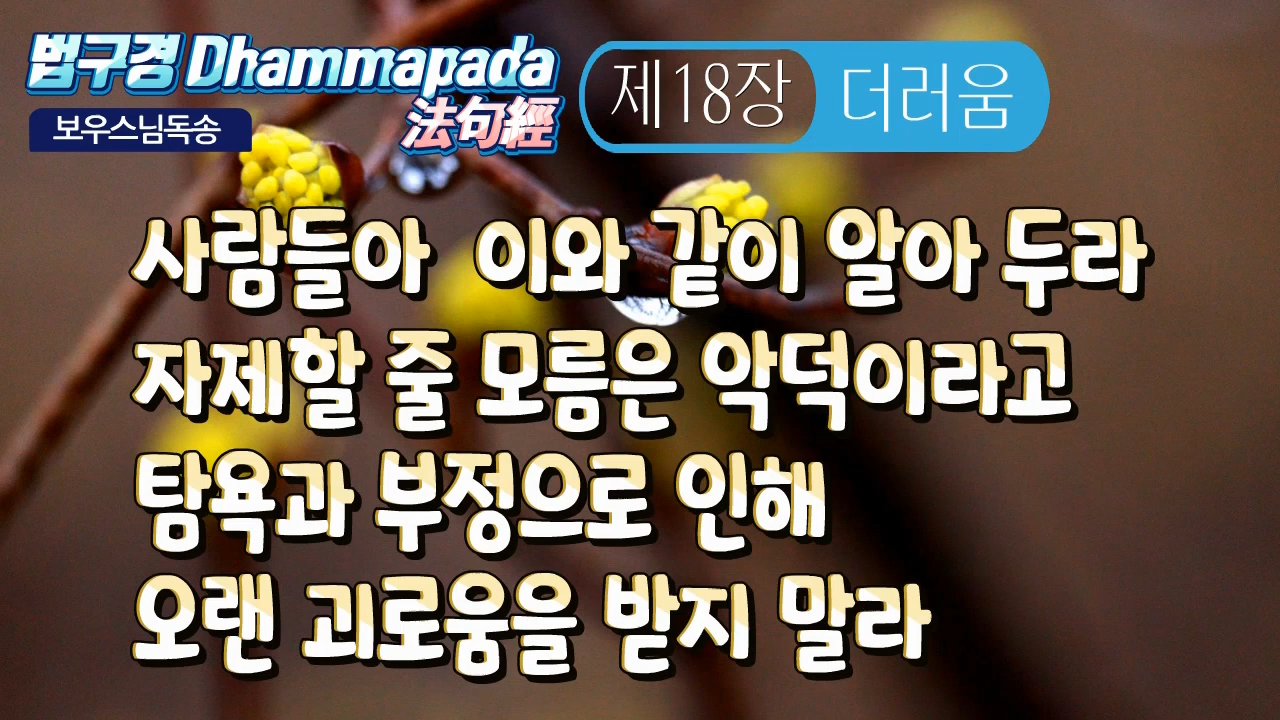 법구경 Dhammapada
法句經
보우스님독송
제18장 더러움
사람들아 이와 같이 알아 두라
자제할 줄 모름은 악덕이라고
탐욕과 부정으로 인해
오랜 괴로움을 받지 말라